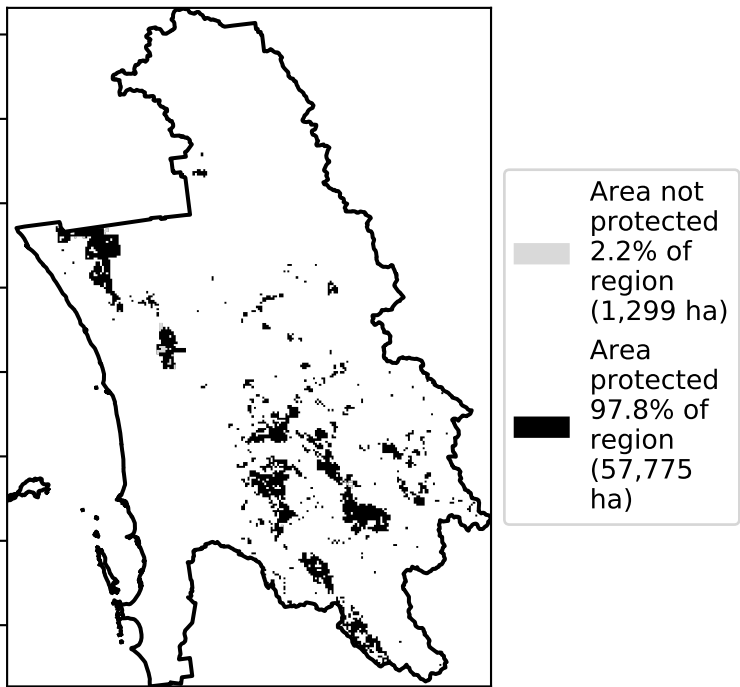 Area not
protected
2.2% of
region
(1,299 ha)
Area
protected
97.8% of
region
(57,775
ha)